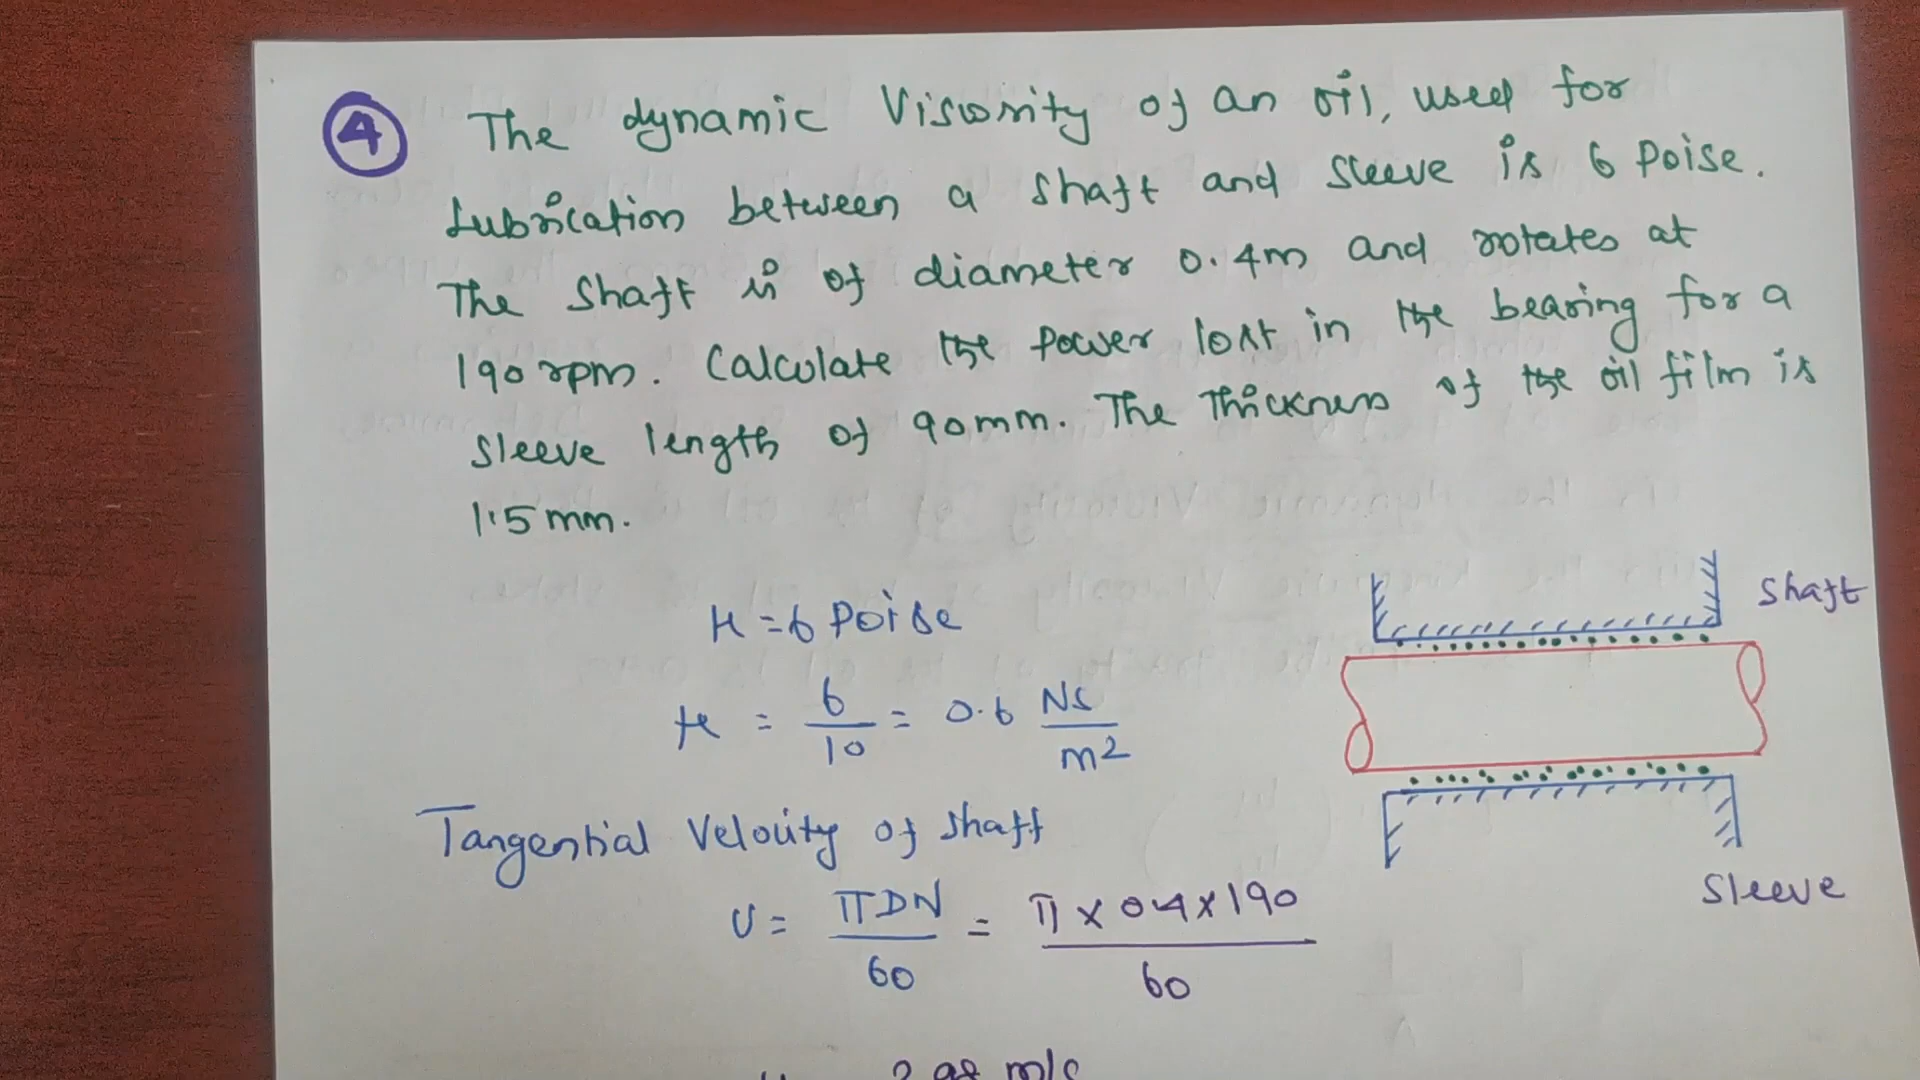 4 The dynamic Viscosity of an oil, used for
Lubrication between a shaft and sleeve is 6 Poise.
The shaft is of diameter 0.4m and rotates at
190 rpm. Calculate the power lost in the bearing for a
sleeve length of 90mm. The Thickness of the oil film is
1.5mm.
μ = 6 Poise
μ = 6/10 = 0.6 NS/m2
Tangential Velocity of shaft
U = πDN/60 = π × 0.4 × 190/60
3.98 m/s
shaft
Sleeve